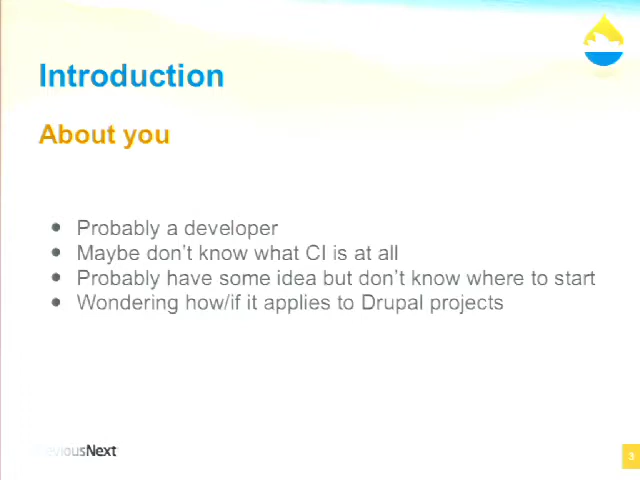 Introduction
About you
• Probably a developer
• Maybe don't know what CI is at all
• Probably have some idea but don't know where to start
• Wondering how/if it applies to Drupal projects
PreviousNext
3